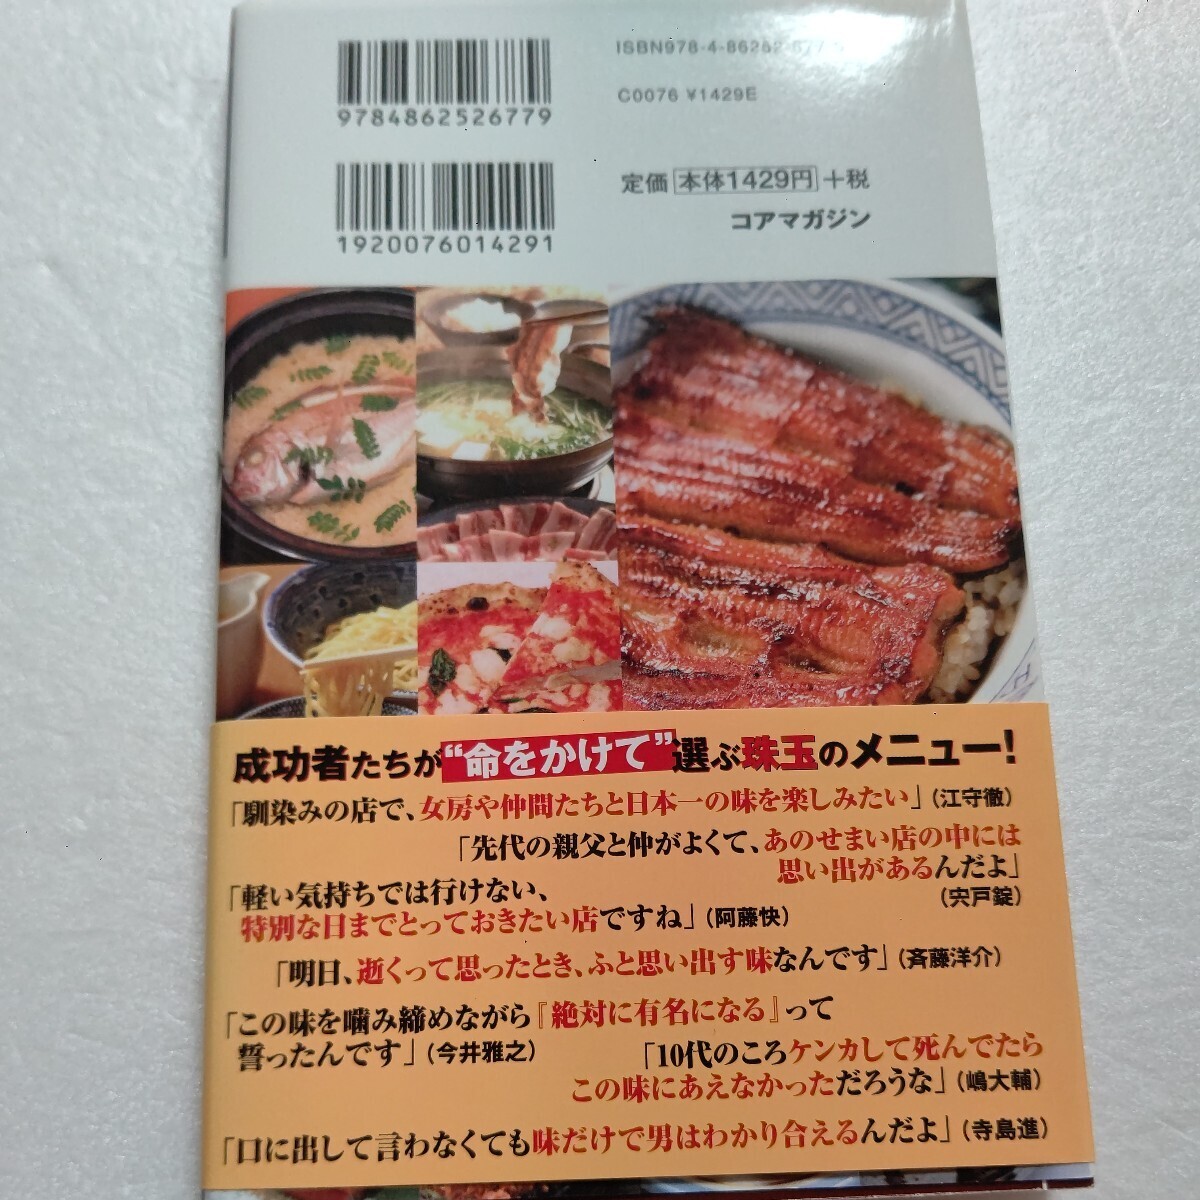 ISBN978-4-86252-677-9
9784862526779
C0076 ¥1429E
1920076014291
定価 本体1429円 +税
コアマガジン
成功者たちが“命をかけて”選ぶ珠玉のメニュー!
「馴染みの店で、女房や仲間たちと日本一の味を楽しみたい」(江守徹)
「先代の親父と仲がよくて、あのせまい店の中には
思い出があるんだよ」
(宍戸錠)
「軽い気持ちでは行けない、
特別な日までとっておきたい店ですね」(阿藤快)
「明日、逝くって思ったとき、ふと思い出す味なんです」(斉藤洋介)
「この味を噛み締めながら『絶対に有名になる』って
誓ったんです」(今井雅之)
「10代のころケンカして死んでたら
この味にあえなかっただろうな」(嶋大輔)
「口に出して言わなくても味だけで男はわかり合えるんだよ」(寺島進)